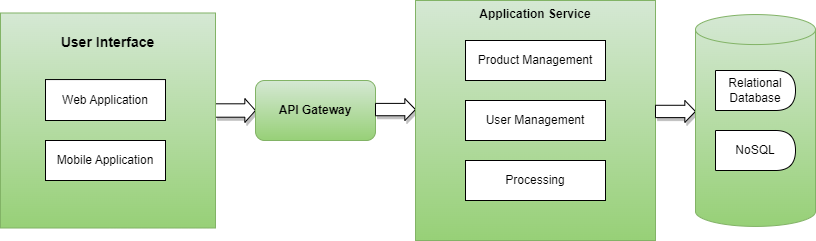 User Interface
Web Application
Mobile Application
API Gateway
Application Service
Product Management
User Management
Processing
Relational
Database
NoSQL